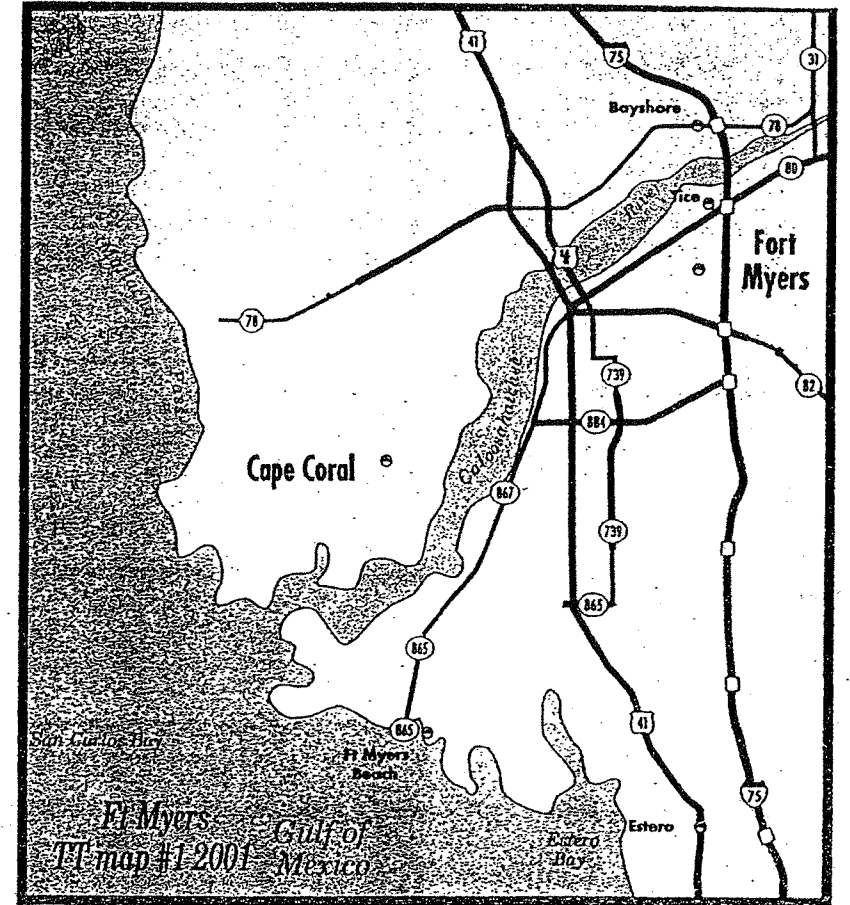 41
75
31
Bayshore
78
80
River
Tice
Fort
Myers
78
739
82
884
Caloosahatchee
Cape Coral
867
739
865
865
41
865
San Carlos Bay
Ft Myers
Beach
75
Ft Myers
TT map #1 2001
Gulf of
Mexico
Estero
Bay
Estero